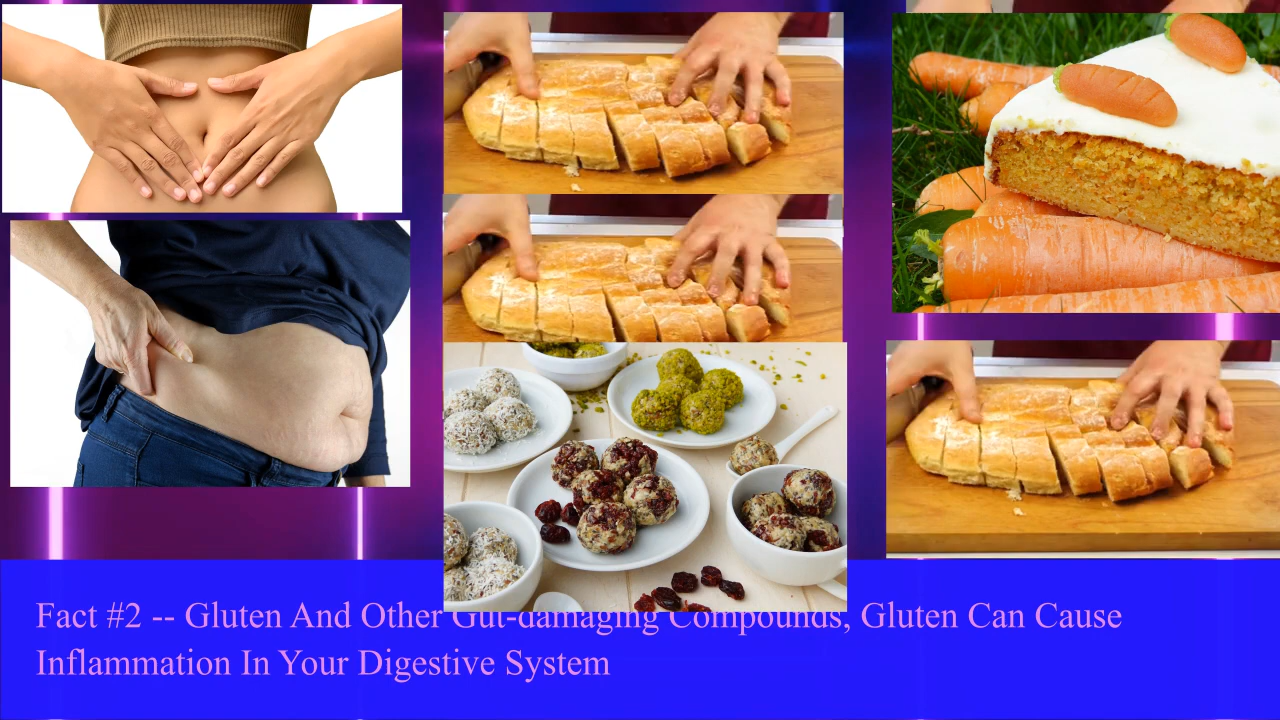 Fact #2 -- Gluten And Other Gut-damaging Compounds, Gluten Can Cause
Inflammation In Your Digestive System